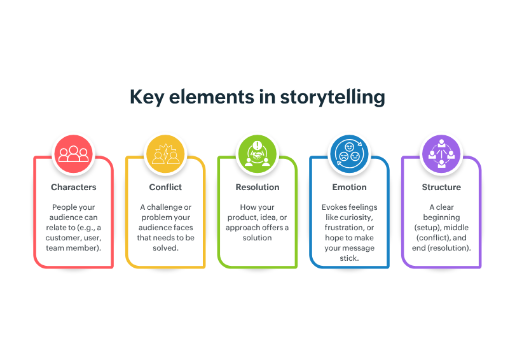 Key elements in storytelling
Characters
People your
audience can
relate to (e.g., a
customer, user,
team member).
Conflict
A challenge or
problem your
audience faces
that needs to be
solved.
Resolution
How your
product, idea, or
approach offers a
solution
Emotion
Evokes feelings
like curiosity,
frustration, or
hope to make
your message
stick.
Structure
A clear
beginning
(setup), middle
(conflict), and
end (resolution).